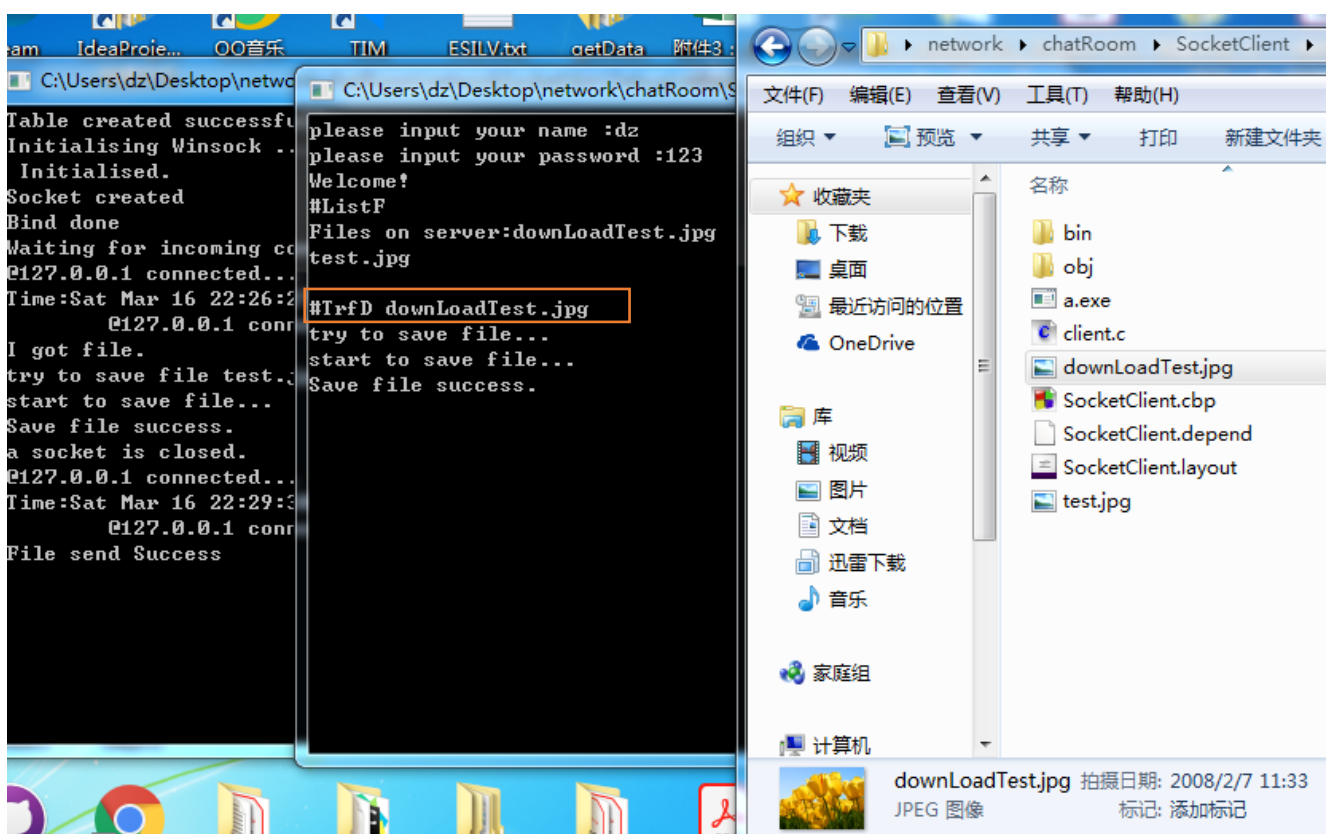 IdeaProje...
QQ音乐
TIM
ESILV.txt
getData
附件3：
C:\Users\dz\Desktop\netwo
Table created successfu
Initialising Winsock ..
Initialised.
Socket created
Bind done
Waiting for incoming co
@127.0.0.1 connected...
Time:Sat Mar 16 22:26:2
@127.0.0.1 conn
I got file.
try to save file test.j
start to save file...
Save file success.
a socket is closed.
@127.0.0.1 connected...
Time:Sat Mar 16 22:29:3
@127.0.0.1 conn
File send Success
C:\Users\dz\Desktop\network\chatRoom\S
please input your name :dz
please input your password :123
Welcome!
#ListF
Files on server:downLoadTest.jpg
test.jpg
#TrfD downLoadTest.jpg
try to save file...
start to save file...
Save file success.
network chatRoom SocketClient
文件(F) 编辑(E) 查看(V) 工具(T) 帮助(H)
组织 预览 共享 打印 新建文件夹
收藏夹
下载
桌面
最近访问的位置
OneDrive
库
视频
图片
文档
迅雷下载
音乐
家庭组
计算机
名称
bin
obj
a.exe
client.c
downLoadTest.jpg
SocketClient.cbp
SocketClient.depend
SocketClient.layout
test.jpg
downLoadTest.jpg 拍摄日期: 2008/2/7 11:33
JPEG 图像 标记: 添加标记